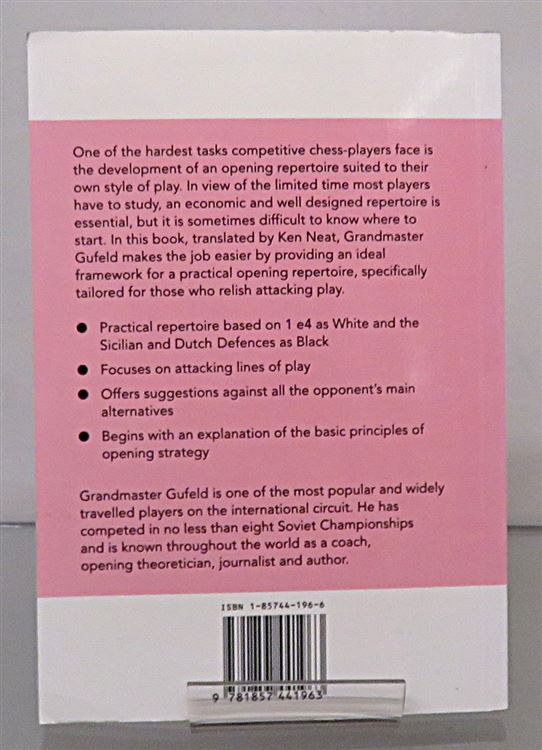 One of the hardest tasks competitive chess-players face is
the development of an opening repertoire suited to their
own style of play. In view of the limited time most players
have to study, an economic and well designed repertoire is
essential, but it is sometimes difficult to know where to
start. In this book, translated by Ken Neat, Grandmaster
Gufeld makes the job easier by providing an ideal
framework for a practical opening repertoire, specifically
tailored for those who relish attacking play.
● Practical repertoire based on 1 e4 as White and the
Sicilian and Dutch Defences as Black
● Focuses on attacking lines of play
● Offers suggestions against all the opponent's main
alternatives
● Begins with an explanation of the basic principles of
opening strategy
Grandmaster Gufeld is one of the most popular and widely
travelled players on the international circuit. He has
competed in no less than eight Soviet Championships
and is known throughout the world as a coach,
opening theoretician, journalist and author.
ISBN 1-85744-196-6
9 781857 441963